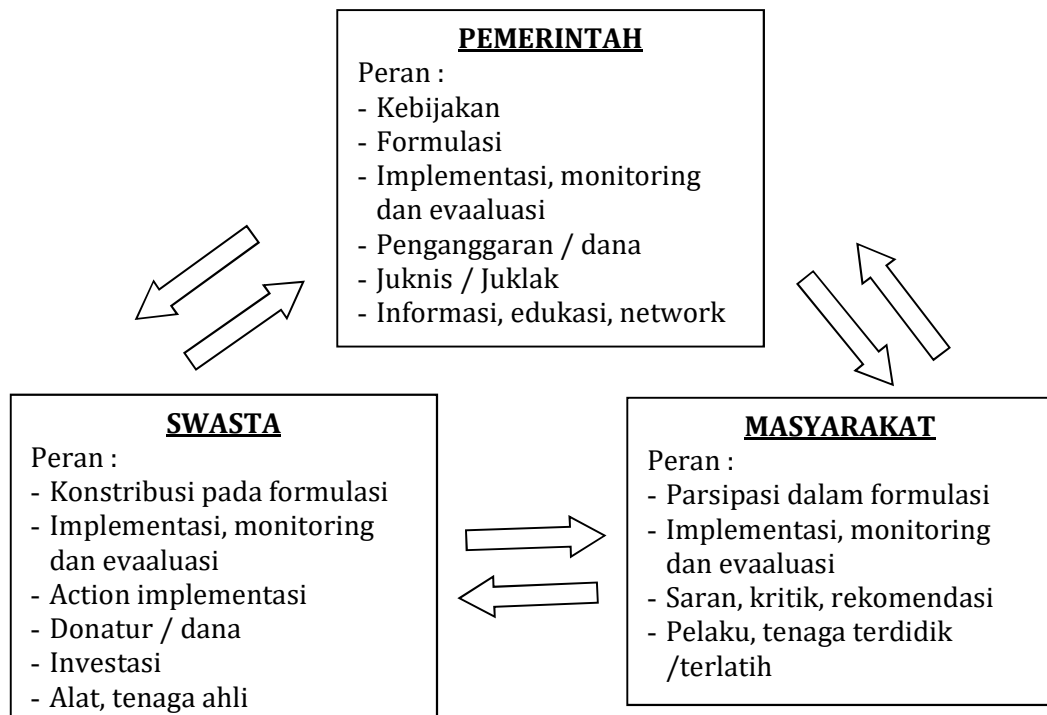 PEMERINTAH
Peran :
- Kebijakan
- Formulasi
- Implementasi, monitoring
dan evaaluasi
- Penganggaran / dana
- Juknis / Juklak
- Informasi, edukasi, network
SWASTA
Peran :
- Konstribusi pada formulasi
- Implementasi, monitoring
dan evaaluasi
- Action implementasi
- Donatur / dana
- Investasi
- Alat, tenaga ahli
MASYARAKAT
Peran :
- Parsipasi dalam formulasi
- Implementasi, monitoring
dan evaaluasi
- Saran, kritik, rekomendasi
- Pelaku, tenaga terdidik
/terlatih